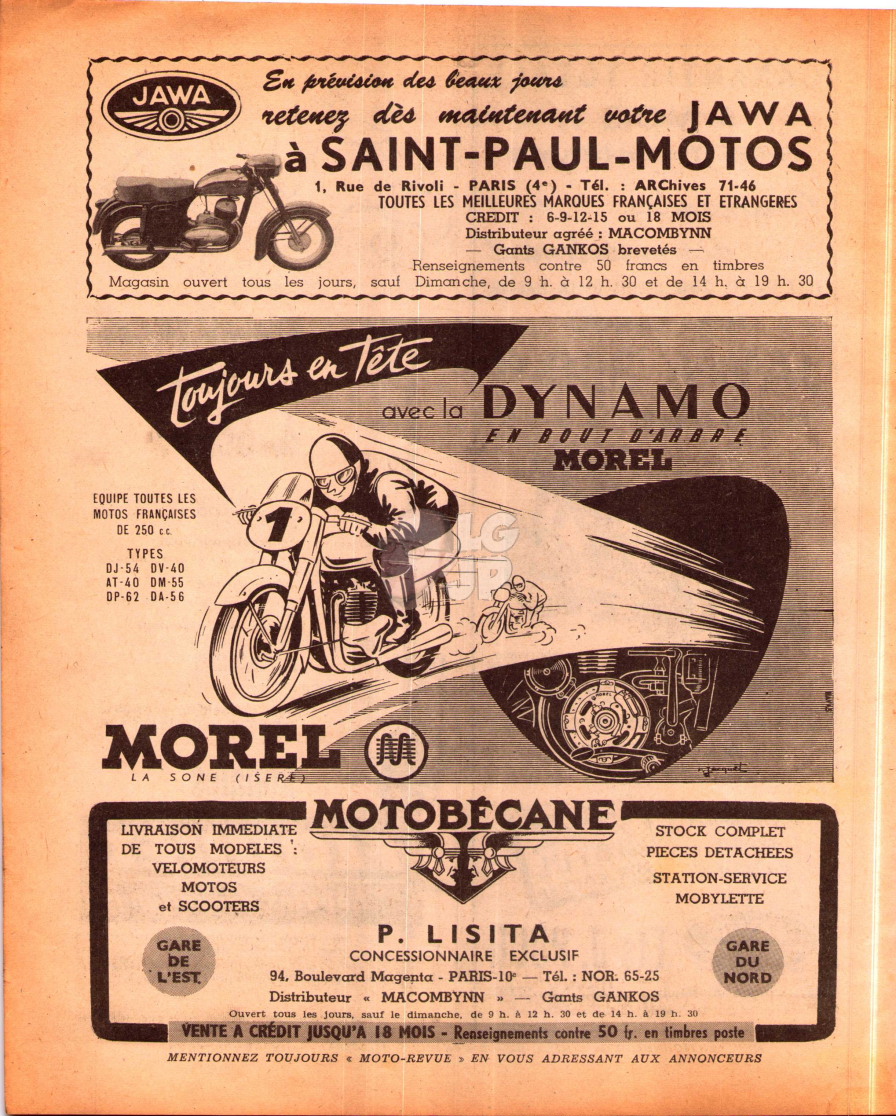 JAWA
En prévision des beaux jours
retenez dès maintenant votre JAWA
à SAINT-PAUL-MOTOS
1, Rue de Rivoli - PARIS (4e) - Tél. : ARChives 71-46
TOUTES LES MEILLEURES MARQUES FRANÇAISES ET ETRANGERES
CREDIT : 6-9-12-15 ou 18 MOIS
Distributeur agréé : MACOMBYNN
— Gants GANKOS brevetés —
Renseignements contre 50 francs en timbres
Magasin ouvert tous les jours, sauf Dimanche, de 9 h. à 12 h. 30 et de 14 h. à 19 h. 30
Toujours en Tête
avec la DYNAMO
EN BOUT D'ARBRE
MOREL
EQUIPE TOUTES LES
MOTOS FRANÇAISES
DE 250 c.c.
TYPES
DJ-54 DV-40
AT-40 DM-55
DP-62 DA-56
1
MOREL
LA SONE (ISERE)
M
MOTOBÉCANE
LIVRAISON IMMEDIATE
DE TOUS MODELES :
VELOMOTEURS
MOTOS
et SCOOTERS
STOCK COMPLET
PIECES DETACHEES
STATION-SERVICE
MOBYLETTE
GARE
DE
L'EST
GARE
DU
NORD
P. LISITA
CONCESSIONNAIRE EXCLUSIF
94, Boulevard Magenta - PARIS-10e — Tél. : NOR. 65-25
Distributeur « MACOMBYNN » — Gants GANKOS
Ouvert tous les jours, sauf le dimanche, de 9 h. à 12 h. 30 et de 14 h. à 19 h. 30
VENTE A CRÉDIT JUSQU'A 18 MOIS - Renseignements contre 50 fr. en timbres poste
MENTIONNEZ TOUJOURS « MOTO-REVUE » EN VOUS ADRESSANT AUX ANNONCEURS